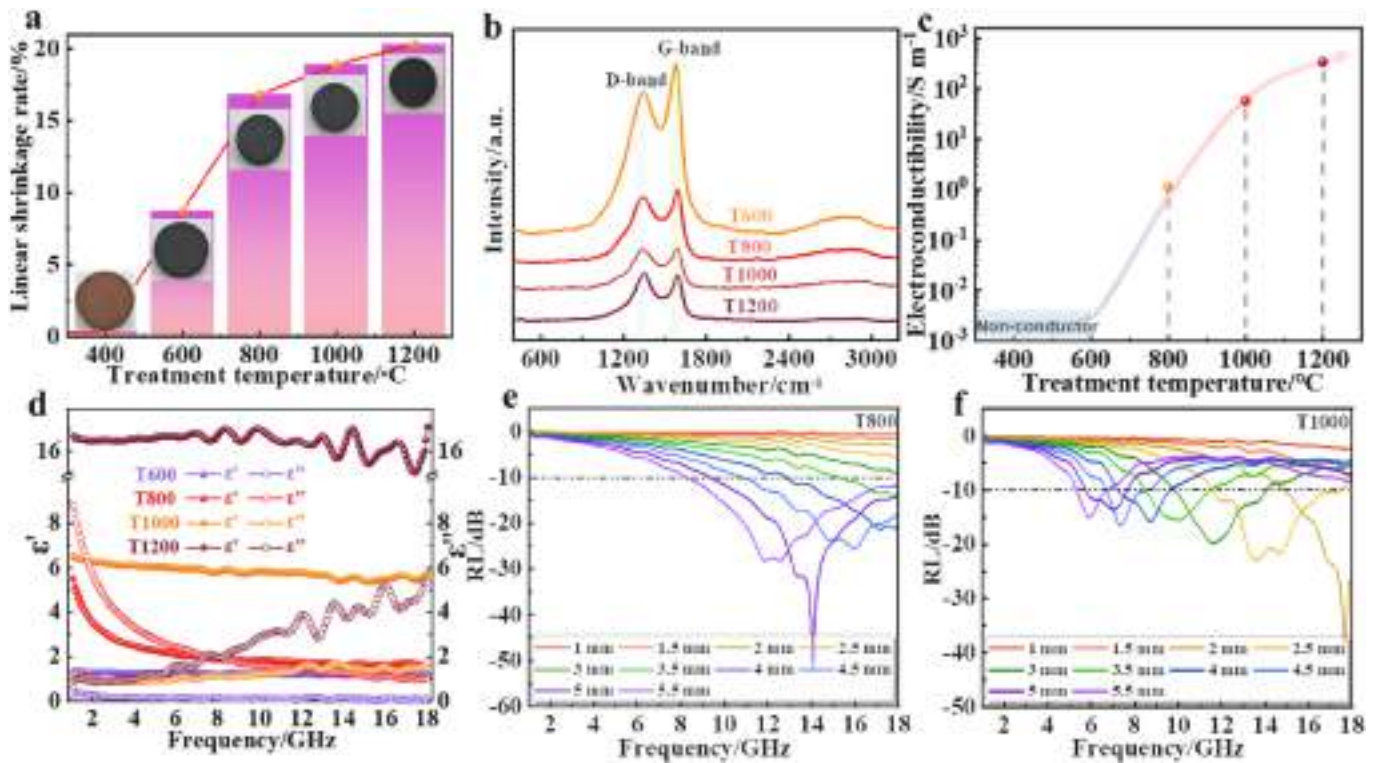 a
Linear shrinkage rate/%
20
15
10
5
0
400 600 800 1000 1200
Treatment temperature/°C
b
Intensity/a.u.
G-band
D-band
T600
T800
T1000
T1200
600 1200 1800 2400 3000
Wavenumber/cm⁻¹
c
Electroconductibility/S m⁻¹
10³
10²
10¹
10⁰
10⁻¹
10⁻²
10⁻³
Non-conductor
400 600 800 1000 1200
Treatment temperature/°C
d
ε'
ε''
16 16
8 8
6 6
4 4
2 2
0 0
T600 ε' ε''
T800 ε' ε''
T1000 ε' ε''
T1200 ε' ε''
2 4 6 8 10 12 14 16 18
Frequency/GHz
e
T800
RL/dB
0
-10
-20
-30
-40
-50
-60
1 mm 1.5 mm 2 mm 2.5 mm
3 mm 3.5 mm 4 mm 4.5 mm
5 mm 5.5 mm
2 4 6 8 10 12 14 16 18
Frequency/GHz
f
T1000
RL/dB
0
-10
-20
-30
-40
-50
1 mm 1.5 mm 2 mm 2.5 mm
3 mm 3.5 mm 4 mm 4.5 mm
5 mm 5.5 mm
2 4 6 8 10 12 14 16 18
Frequency/GHz